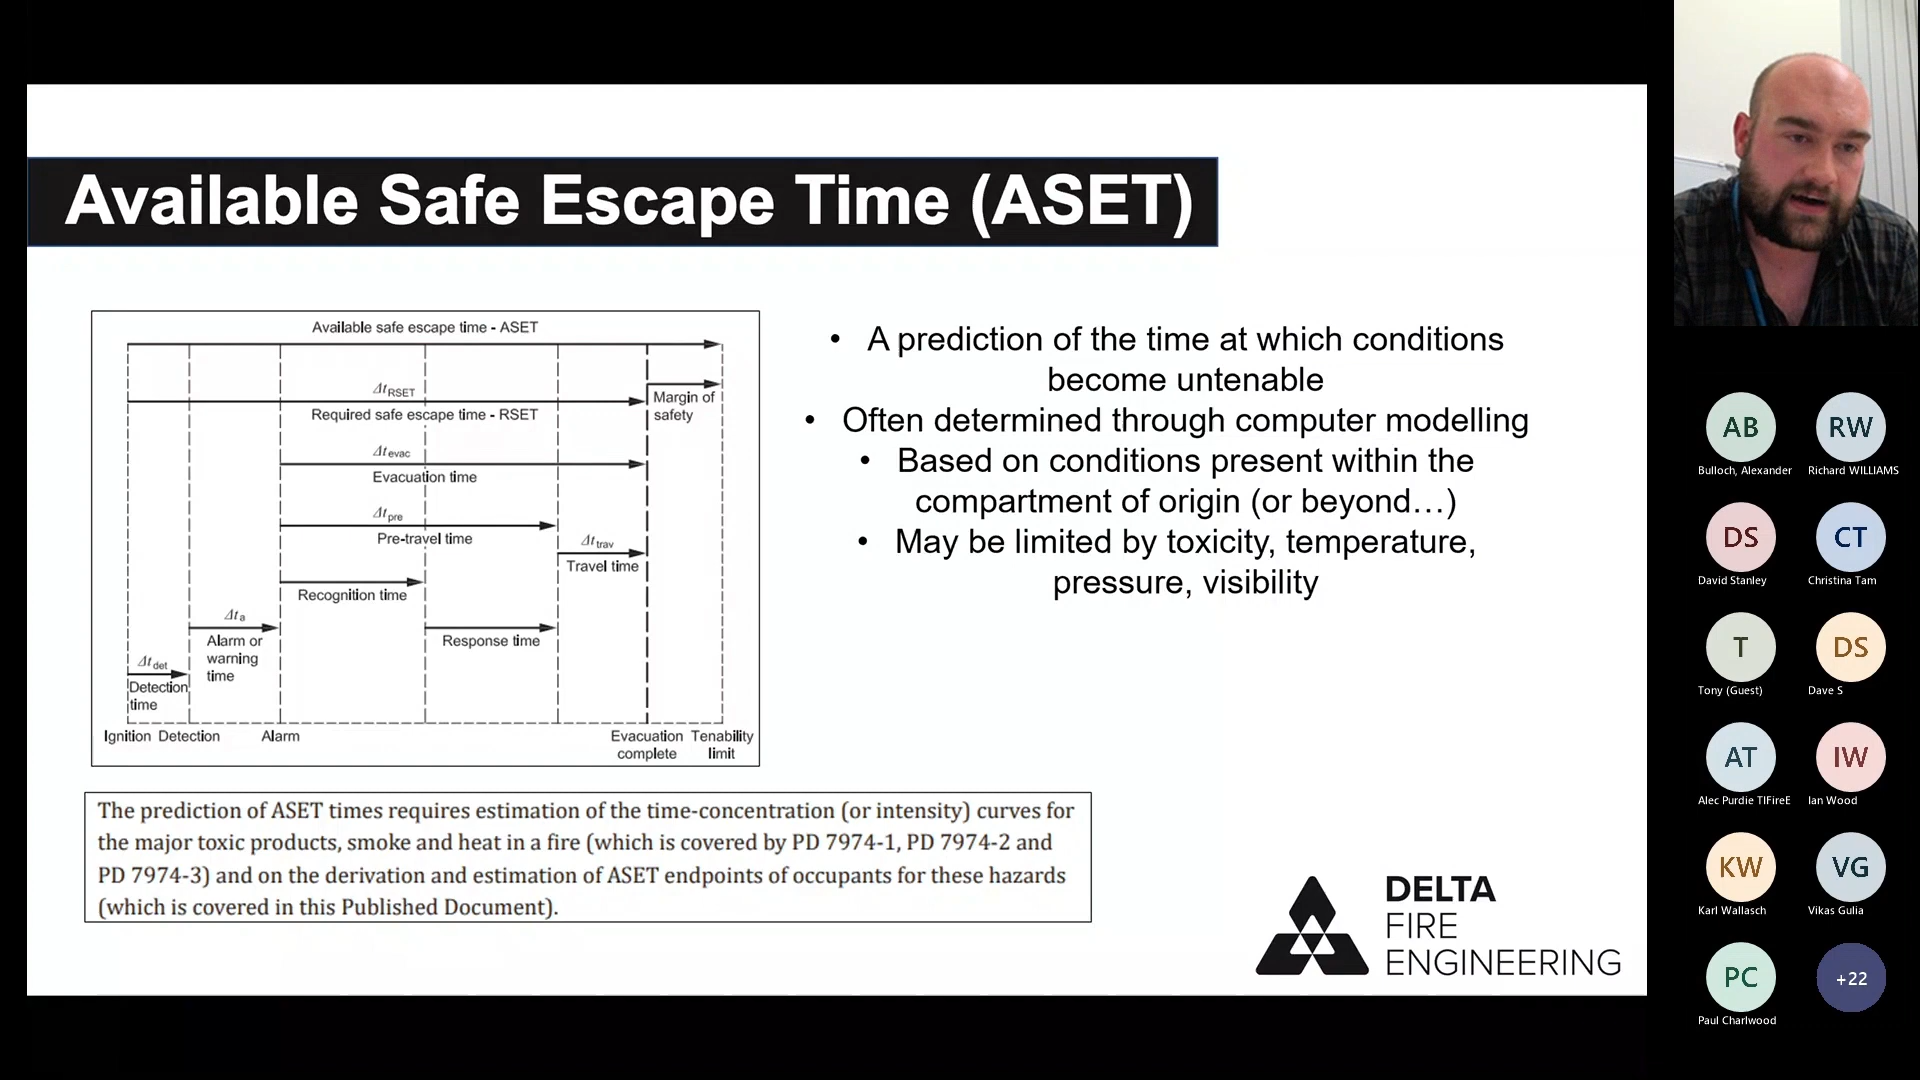 Available Safe Escape Time (ASET)
Available safe escape time - ASET
Δt RSET
Required safe escape time - RSET
Margin of
safety
Δt evac
Evacuation time
Δt pre
Pre-travel time
Δt trav
Travel time
Recognition time
Δt a
Alarm or
warning
time
Response time
Δt det
Detection
time
Ignition Detection Alarm Evacuation complete Tenability limit
• A prediction of the time at which conditions
become untenable
• Often determined through computer modelling
• Based on conditions present within the
compartment of origin (or beyond…)
• May be limited by toxicity, temperature,
pressure, visibility
The prediction of ASET times requires estimation of the time-concentration (or intensity) curves for
the major toxic products, smoke and heat in a fire (which is covered by PD 7974-1, PD 7974-2 and
PD 7974-3) and on the derivation and estimation of ASET endpoints of occupants for these hazards
(which is covered in this Published Document).
DELTA
FIRE
ENGINEERING
AB RW
Bulloch, Alexander Richard WILLIAMS
DS CT
David Stanley Christina Tam
T DS
Tony (Guest) Dave S
AT IW
Alec Purdie TIFireE Ian Wood
KW VG
Karl Wallasch Vikas Gulia
PC +22
Paul Charlwood